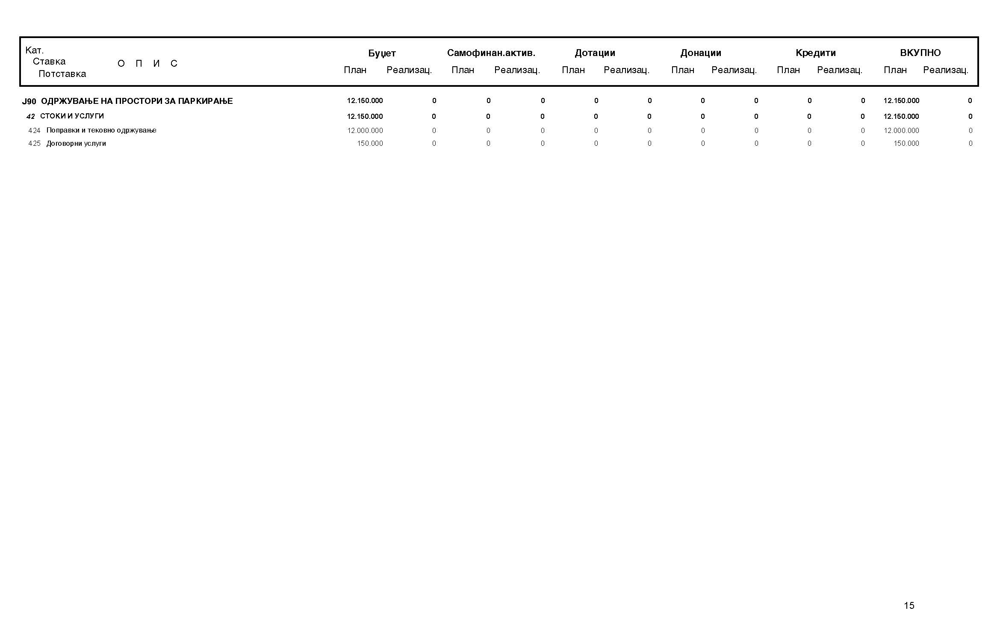 Кат.
Ставка
Потставка
О П И С
Буџет Самофинан.актив. Дотации Донации Кредити ВКУПНО
План Реализац. План Реализац. План Реализац. План Реализац. План Реализац. План Реализац.
Ј90 ОДРЖУВАЊЕ НА ПРОСТОРИ ЗА ПАРКИРАЊЕ 12.150.000 0 0 0 0 0 0 0 0 0 12.150.000 0
42 СТОКИ И УСЛУГИ 12.150.000 0 0 0 0 0 0 0 0 0 12.150.000 0
424 Поправки и тековно одржување 12.000.000 0 0 0 0 0 0 0 0 0 12.000.000 0
425 Договорни услуги 150.000 0 0 0 0 0 0 0 0 0 150.000 0
15